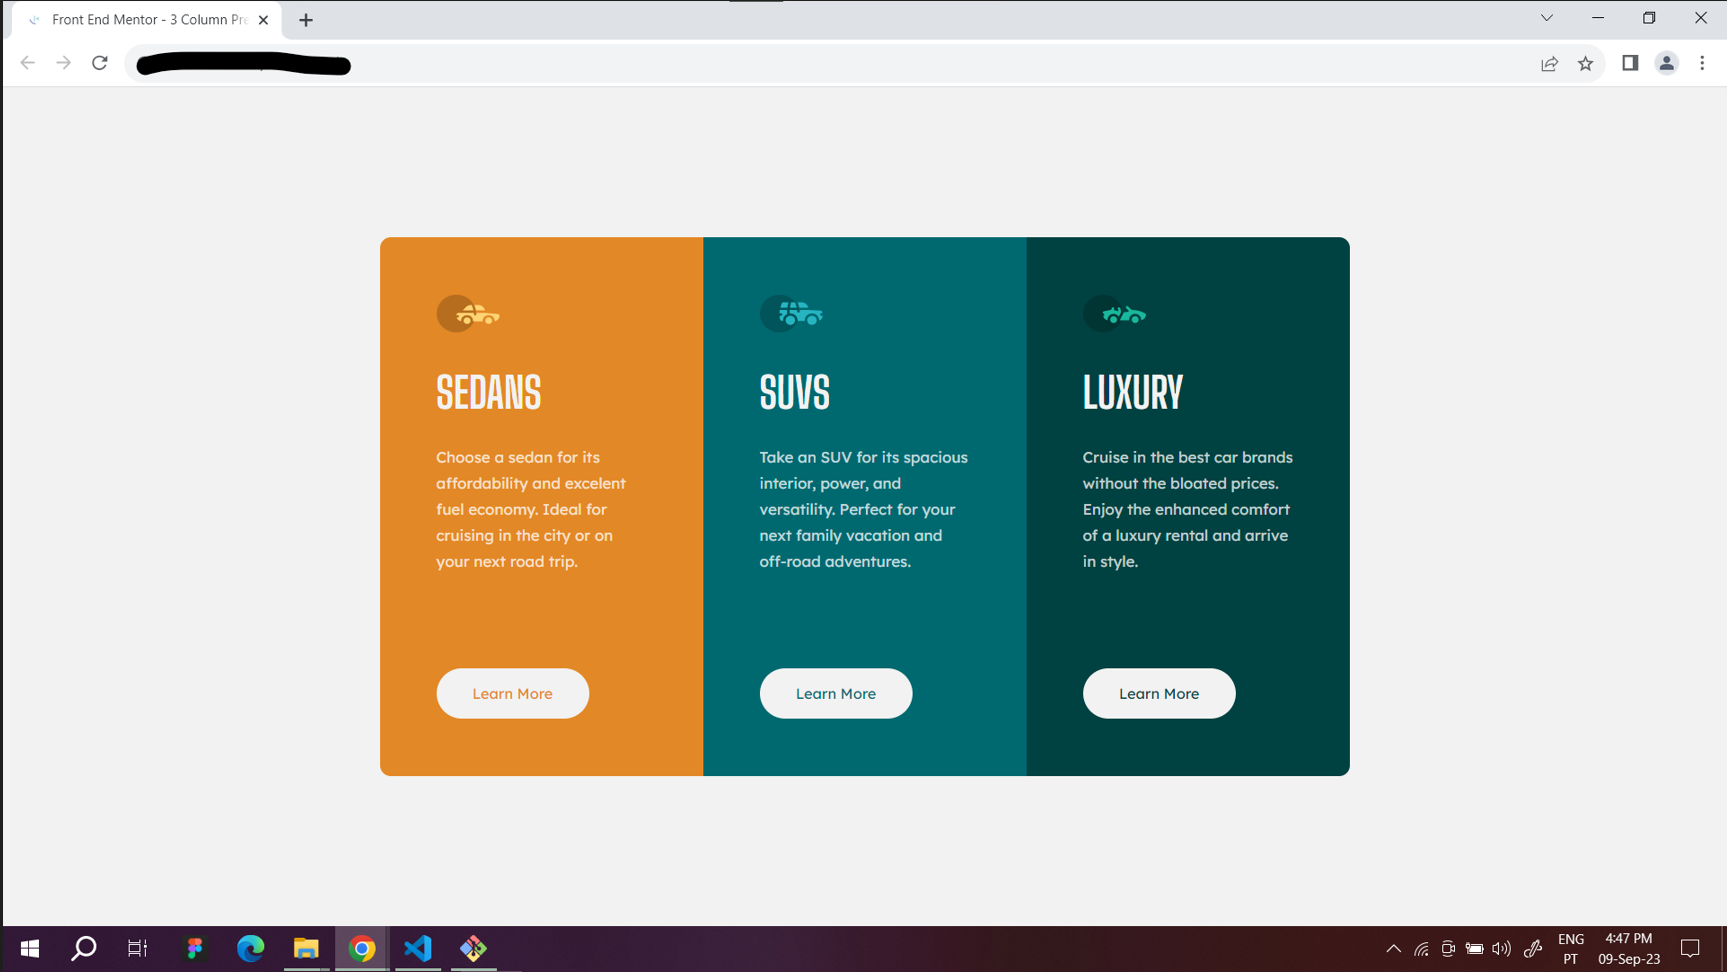 Front End Mentor - 3 Column Pre
SEDANS
Choose a sedan for its
affordability and excelent
fuel economy. Ideal for
cruising in the city or on
your next road trip.
Learn More
SUVS
Take an SUV for its spacious
interior, power, and
versatility. Perfect for your
next family vacation and
off-road adventures.
Learn More
LUXURY
Cruise in the best car brands
without the bloated prices.
Enjoy the enhanced comfort
of a luxury rental and arrive
in style.
Learn More
ENG
PT
4:47 PM
09-Sep-23